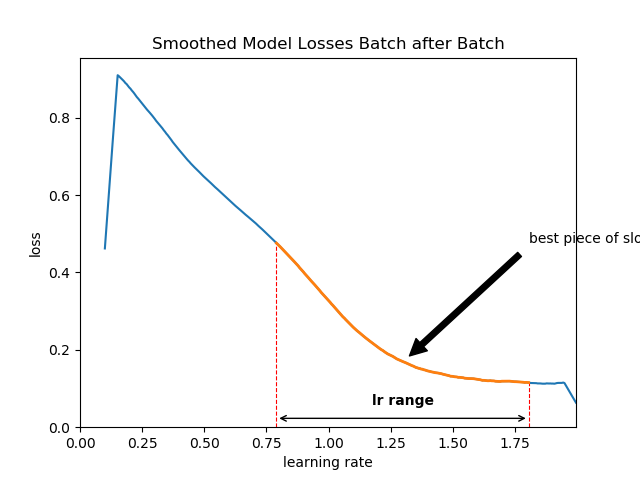 Smoothed Model Losses Batch after Batch
0.8
0.6
0.4
0.2
0.0
loss
best piece of slo
lr range
0.00
0.25
0.50
0.75
1.00
1.25
1.50
1.75
learning rate